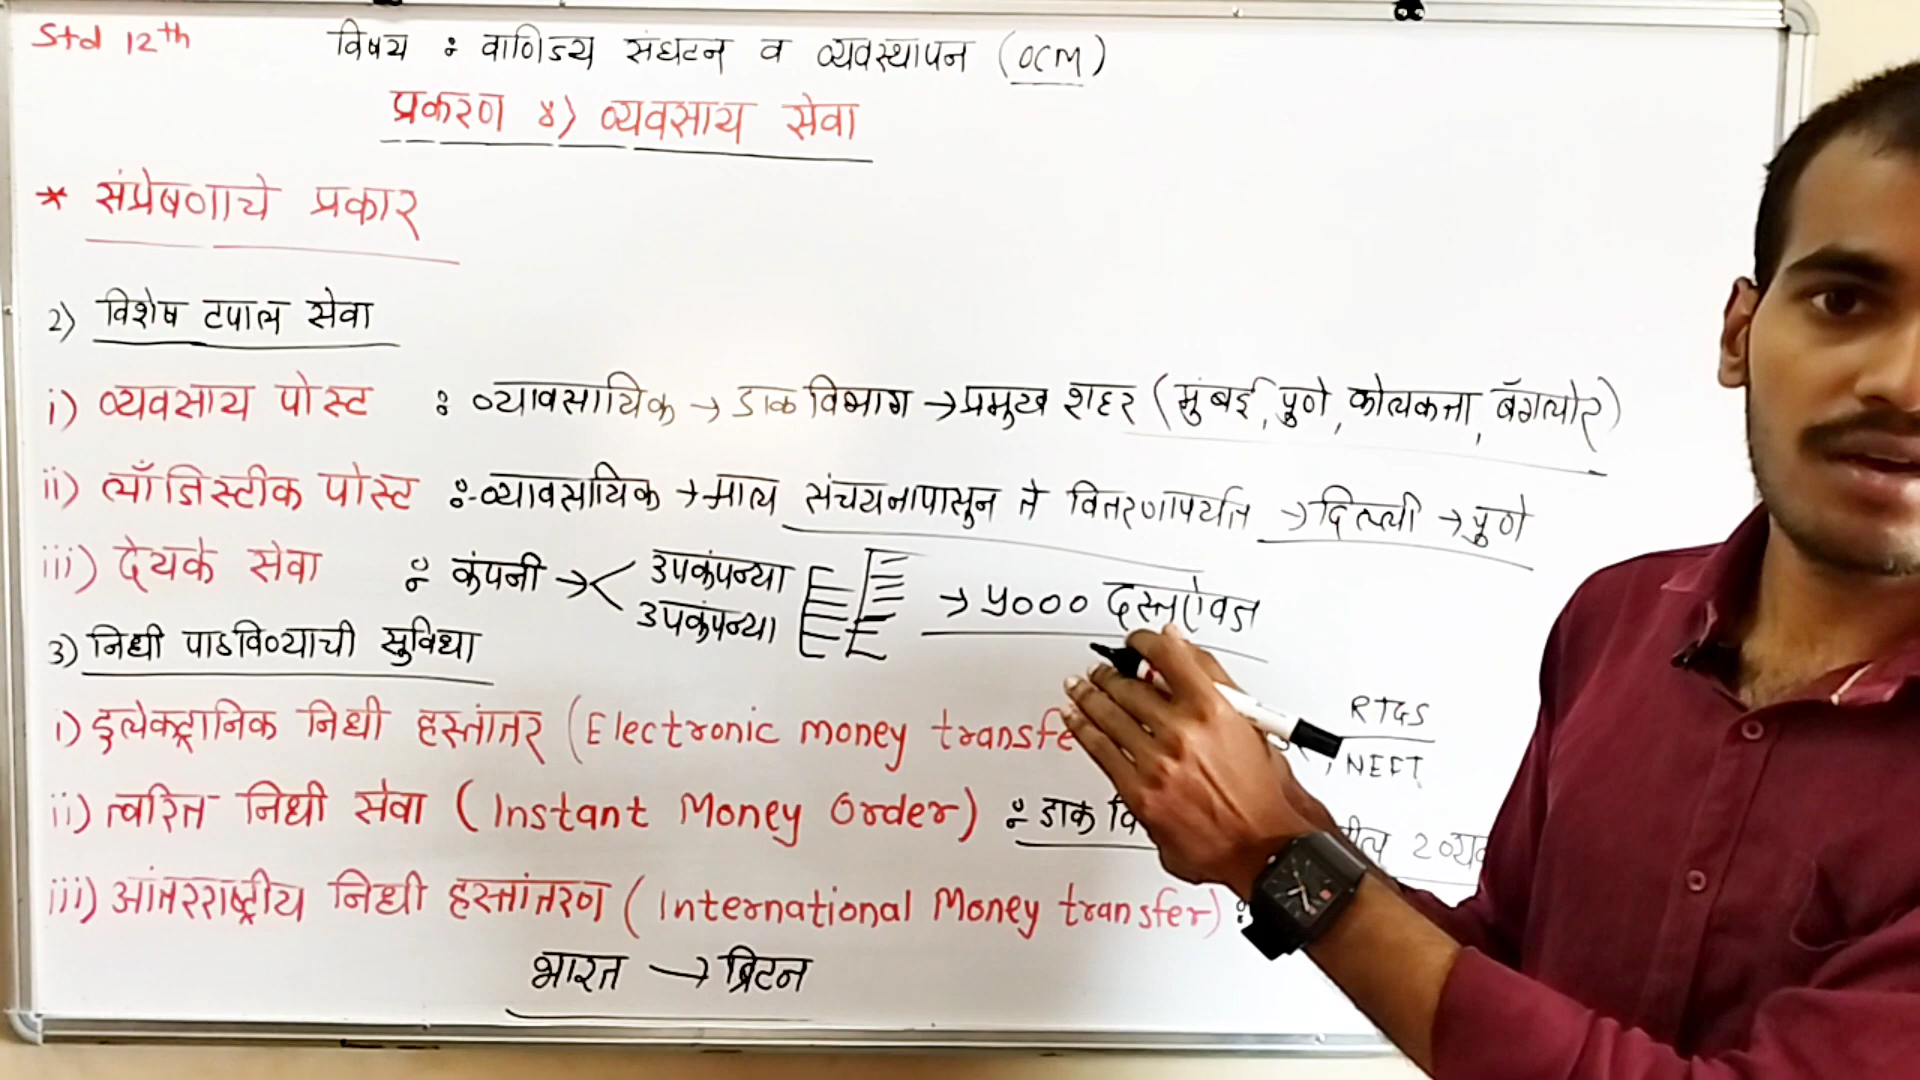 Std 12th
विषय : वाणिज्य संघटन व व्यवस्थापन (OCM)
प्रकरण ४) व्यवसाय सेवा
* संप्रेषणाचे प्रकार
2) विशेष टपाल सेवा
i) व्यवसाय पोस्ट : व्यावसायिक → डाक विभाग → प्रमुख शहर (मुंबई, पुणे, कोलकत्ता, बॅंगलोर)
ii) लॉजिस्टीक पोस्ट :- व्यावसायिक → माल संचयनापासून ते वितरणापर्यंत → दिल्ली → पुणे
iii) देयके सेवा : कंपनी → < उपकंपन्या
उपकंपन्या
→ ५००० दस्तऐवज
3) निधी पाठविण्याची सुविधा
i) इलेक्ट्रानिक निधी हस्तांतर (Electronic money transfe
RTGS
NEFT
ii) त्वरित निधी सेवा (Instant Money Order) : डाक वि
iii) आंतरराष्ट्रीय निधी हस्तांतरण (International Money transfer) :
भारत → ब्रिटन